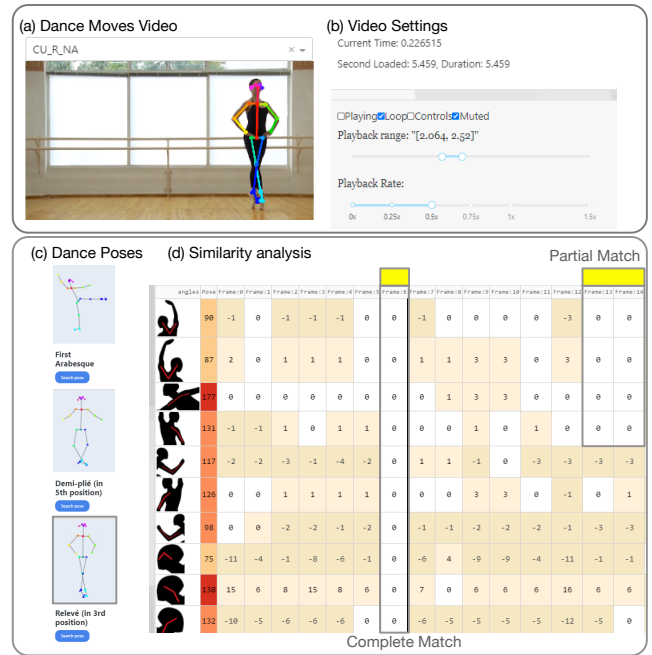 (a) Dance Moves Video
(b) Video Settings
CU_R_NA
Current Time: 0.226515
Second Loaded: 5.459, Duration: 5.459
Playing Loop Controls Muted
Playback range: "[2.064, 2.52]"
Playback Rate:
0x 0.25x 0.5x 0.75x 1x 1.5x
(c) Dance Poses
(d) Similarity analysis
Partial Match
First
Arabesque
Search pose
Demi-plié (in
5th position)
Search pose
Relevé (in 3rd
position)
Search pose
angles Pose Frame:0 Frame:1 Frame:2 Frame:3 Frame:4 Frame:5 Frame:6 Frame:7 Frame:8 Frame:9 Frame:10 Frame:11 Frame:12 Frame:13 Frame:14
90 -1 0 -1 -1 -1 0 0 -1 0 0 0 0 -3 0 0
87 2 0 1 1 1 0 0 1 1 3 3 0 3 0 0
177 0 0 0 0 0 0 0 0 1 3 3 0 0 0 0
131 -1 -1 1 0 1 1 0 0 0 1 0 1 0 0 0
117 -2 -2 -3 -1 -4 -2 0 1 1 -1 0 -3 -3 -3 -3
126 0 0 1 1 1 1 0 0 0 3 3 0 -1 0 1
98 0 0 -2 -2 -1 -2 0 -1 -1 -2 -2 -2 -1 -3 -3
75 -11 -4 -1 -8 -6 -1 0 -6 4 -9 -9 -4 -11 -1 -1
138 15 6 8 15 8 6 0 7 0 6 6 6 16 6 6
132 -10 -5 -6 -6 -6 0 0 -6 -5 -5 -5 -5 -12 -5 0
Complete Match